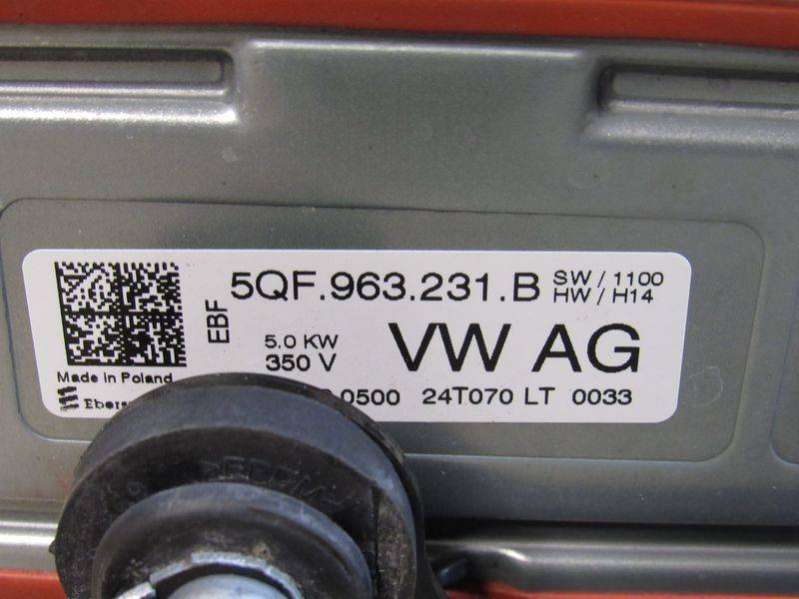 5QF.963.231.B SW/1100
HW/H14
EBF
5.0 KW
350 V
VW AG
Made in Poland
0500 24T070 LT 0033